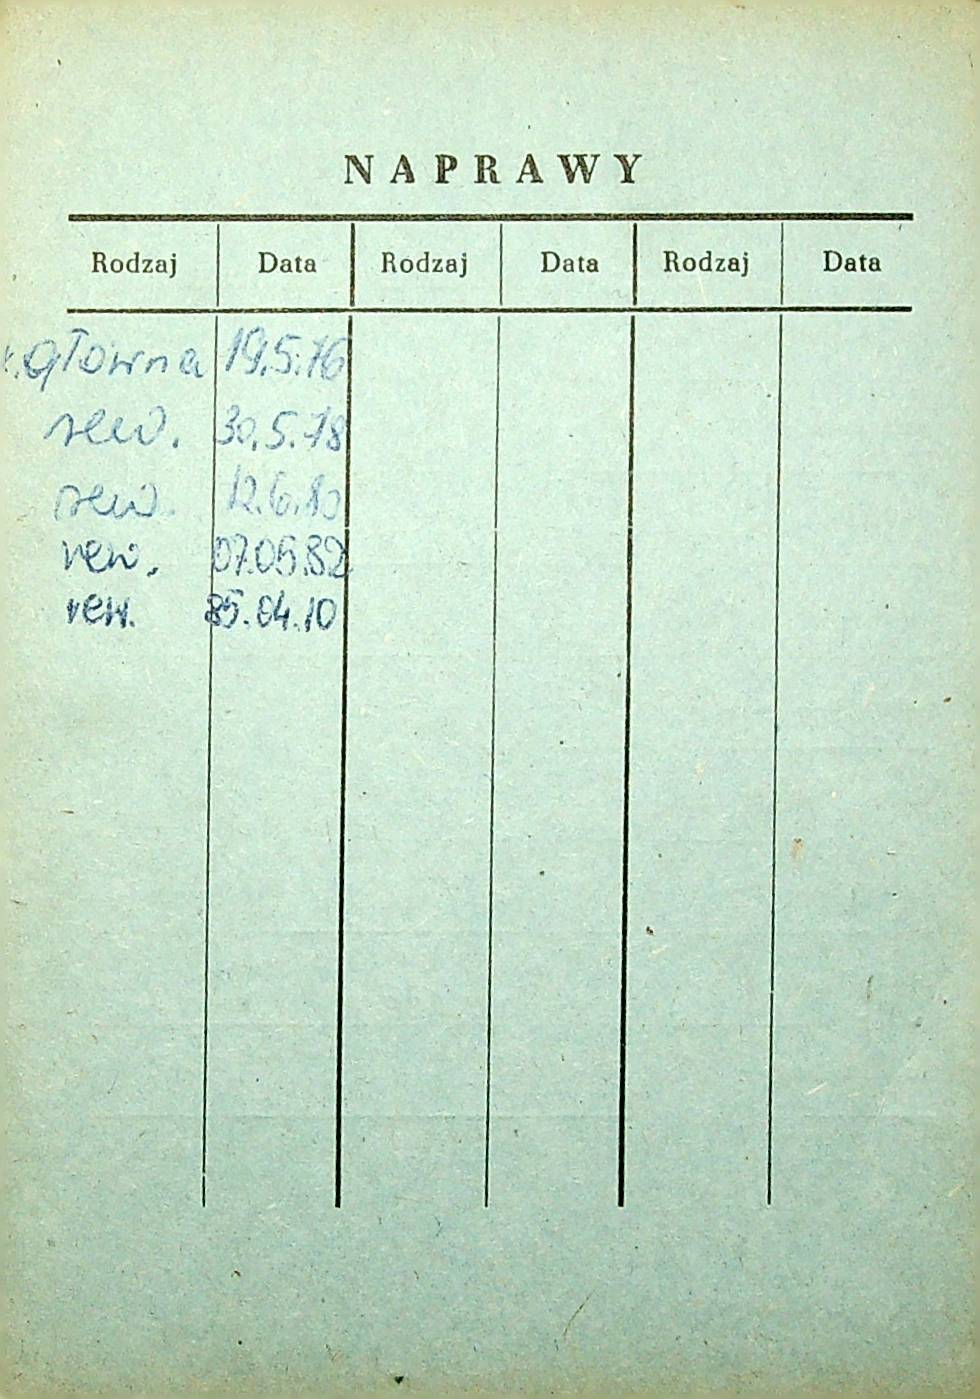 NAPRAWY
Rodzaj Data Rodzaj Data Rodzaj Data
główna 19.5.76
rew. 30.5.78
rew. 12.6.80
rew. 07.05.82
rew. 85.04.10